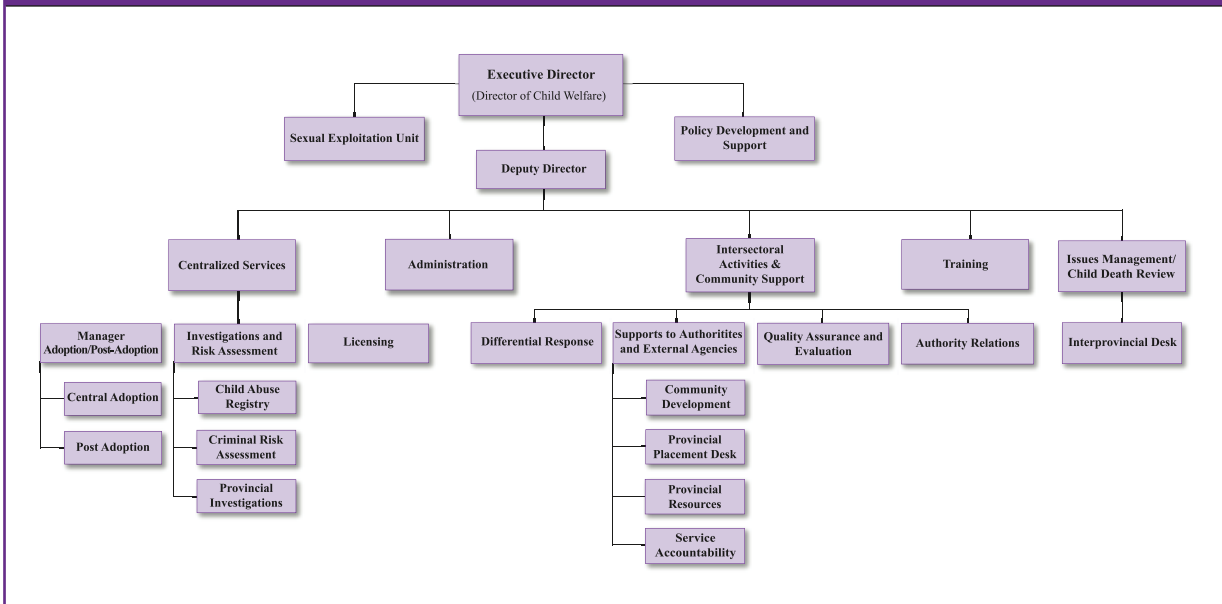 Executive Director
(Director of Child Welfare)
Sexual Exploitation Unit
Policy Development and
Support
Deputy Director
Centralized Services
Administration
Intersectoral
Activities &
Community Support
Training
Issues Management/
Child Death Review
Manager
Adoption/Post-Adoption
Investigations and
Risk Assessment
Licensing
Differential Response
Supports to Authoritites
and External Agencies
Quality Assurance and
Evaluation
Authority Relations
Interprovincial Desk
Central Adoption
Post Adoption
Child Abuse
Registry
Criminal Risk
Assessment
Provincial
Investigations
Community
Development
Provincial
Placement Desk
Provincial
Resources
Service
Accountability